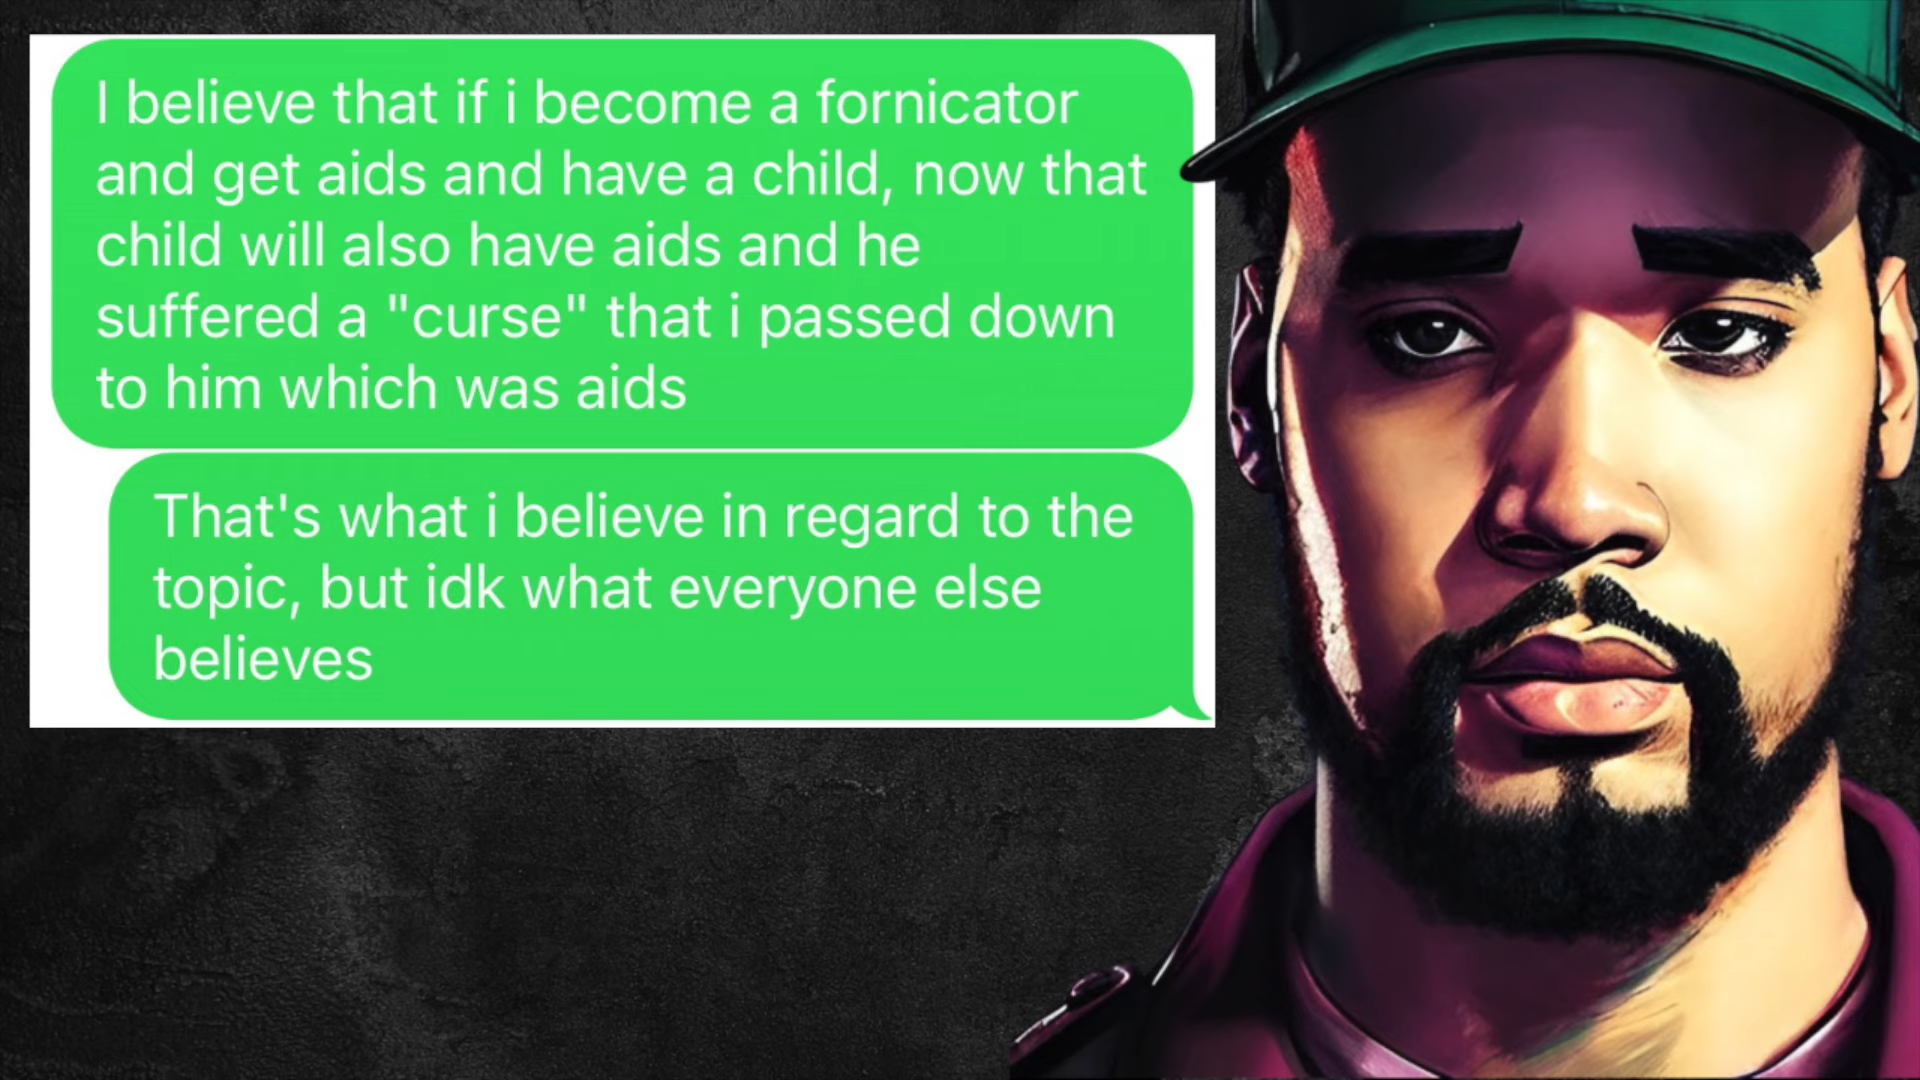 I believe that if i become a fornicator
and get aids and have a child, now that
child will also have aids and he
suffered a "curse" that i passed down
to him which was aids
That's what i believe in regard to the
topic, but idk what everyone else
believes